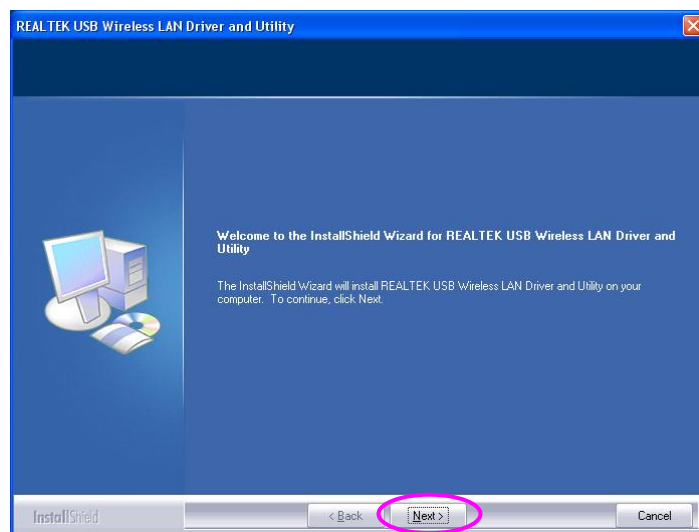 REALTEK USB Wireless LAN Driver and Utility
Welcome to the InstallShield Wizard for REALTEK USB Wireless LAN Driver and
Utility
The InstallShield Wizard will install REALTEK USB Wireless LAN Driver and Utility on your
computer. To continue, click Next.
InstallShield
< Back
Next >
Cancel